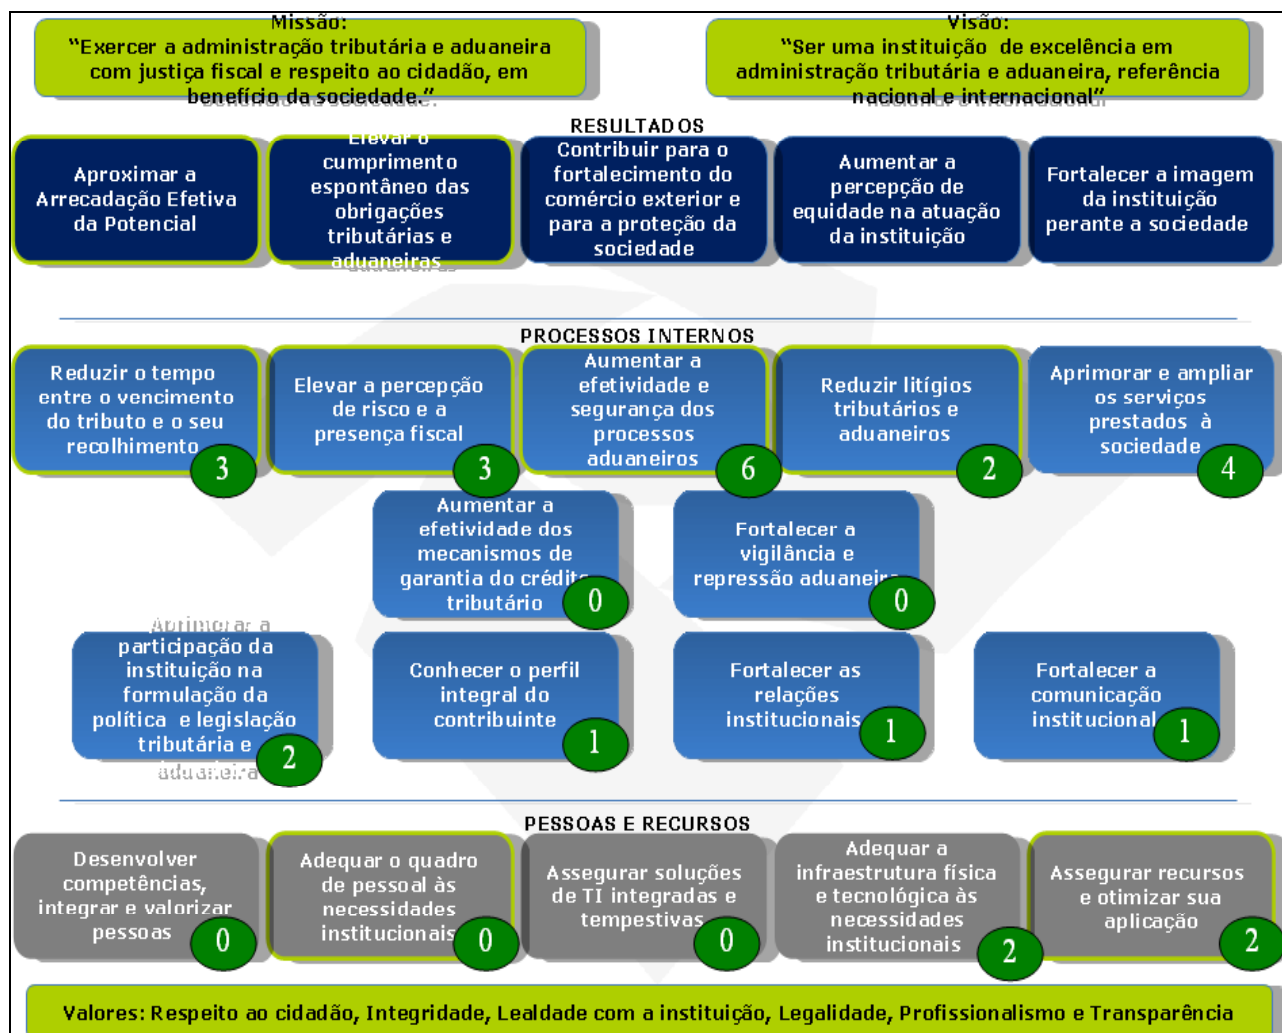 Missão:
“Exercer a administração tributária e aduaneira
com justiça fiscal e respeito ao cidadão, em
benefício da sociedade.”
Visão:
“Ser uma instituição de excelência em
administração tributária e aduaneira, referência
nacional e internacional”
RESULTADOS
Aproximar a
Arrecadação Efetiva
da Potencial
Elevar o
cumprimento
espontâneo das
obrigações
tributárias e
aduaneiras
Contribuir para o
fortalecimento do
comércio exterior e
para a proteção da
sociedade
Aumentar a
percepção de
equidade na atuação
da instituição
Fortalecer a imagem
da instituição
perante a sociedade
PROCESSOS INTERNOS
Reduzir o tempo
entre o vencimento
do tributo e o seu
recolhimento
3
Elevar a percepção
de risco e a
presença fiscal
3
Aumentar a
efetividade e
segurança dos
processos
aduaneiros
6
Reduzir litígios
tributários e
aduaneiros
2
Aprimorar e ampliar
os serviços
prestados à
sociedade
4
Aumentar a
efetividade dos
mecanismos de
garantia do crédito
tributário
0
Fortalecer a
vigilância e
repressão aduaneira
0
Aprimorar a
participação da
instituição na
formulação da
política e legislação
tributária e
aduaneira
2
Conhecer o perfil
integral do
contribuinte
1
Fortalecer as
relações
institucionais
1
Fortalecer a
comunicação
institucional
1
PESSOAS E RECURSOS
Desenvolver
competências,
integrar e valorizar
pessoas
0
Adequar o quadro
de pessoal às
necessidades
institucionais
0
Assegurar soluções
de TI integradas e
tempestivas
0
Adequar a
infraestrutura física
e tecnológica às
necessidades
institucionais
2
Assegurar recursos
e otimizar sua
aplicação
2
Valores: Respeito ao cidadão, Integridade, Lealdade com a instituição, Legalidade, Profissionalismo e Transparência